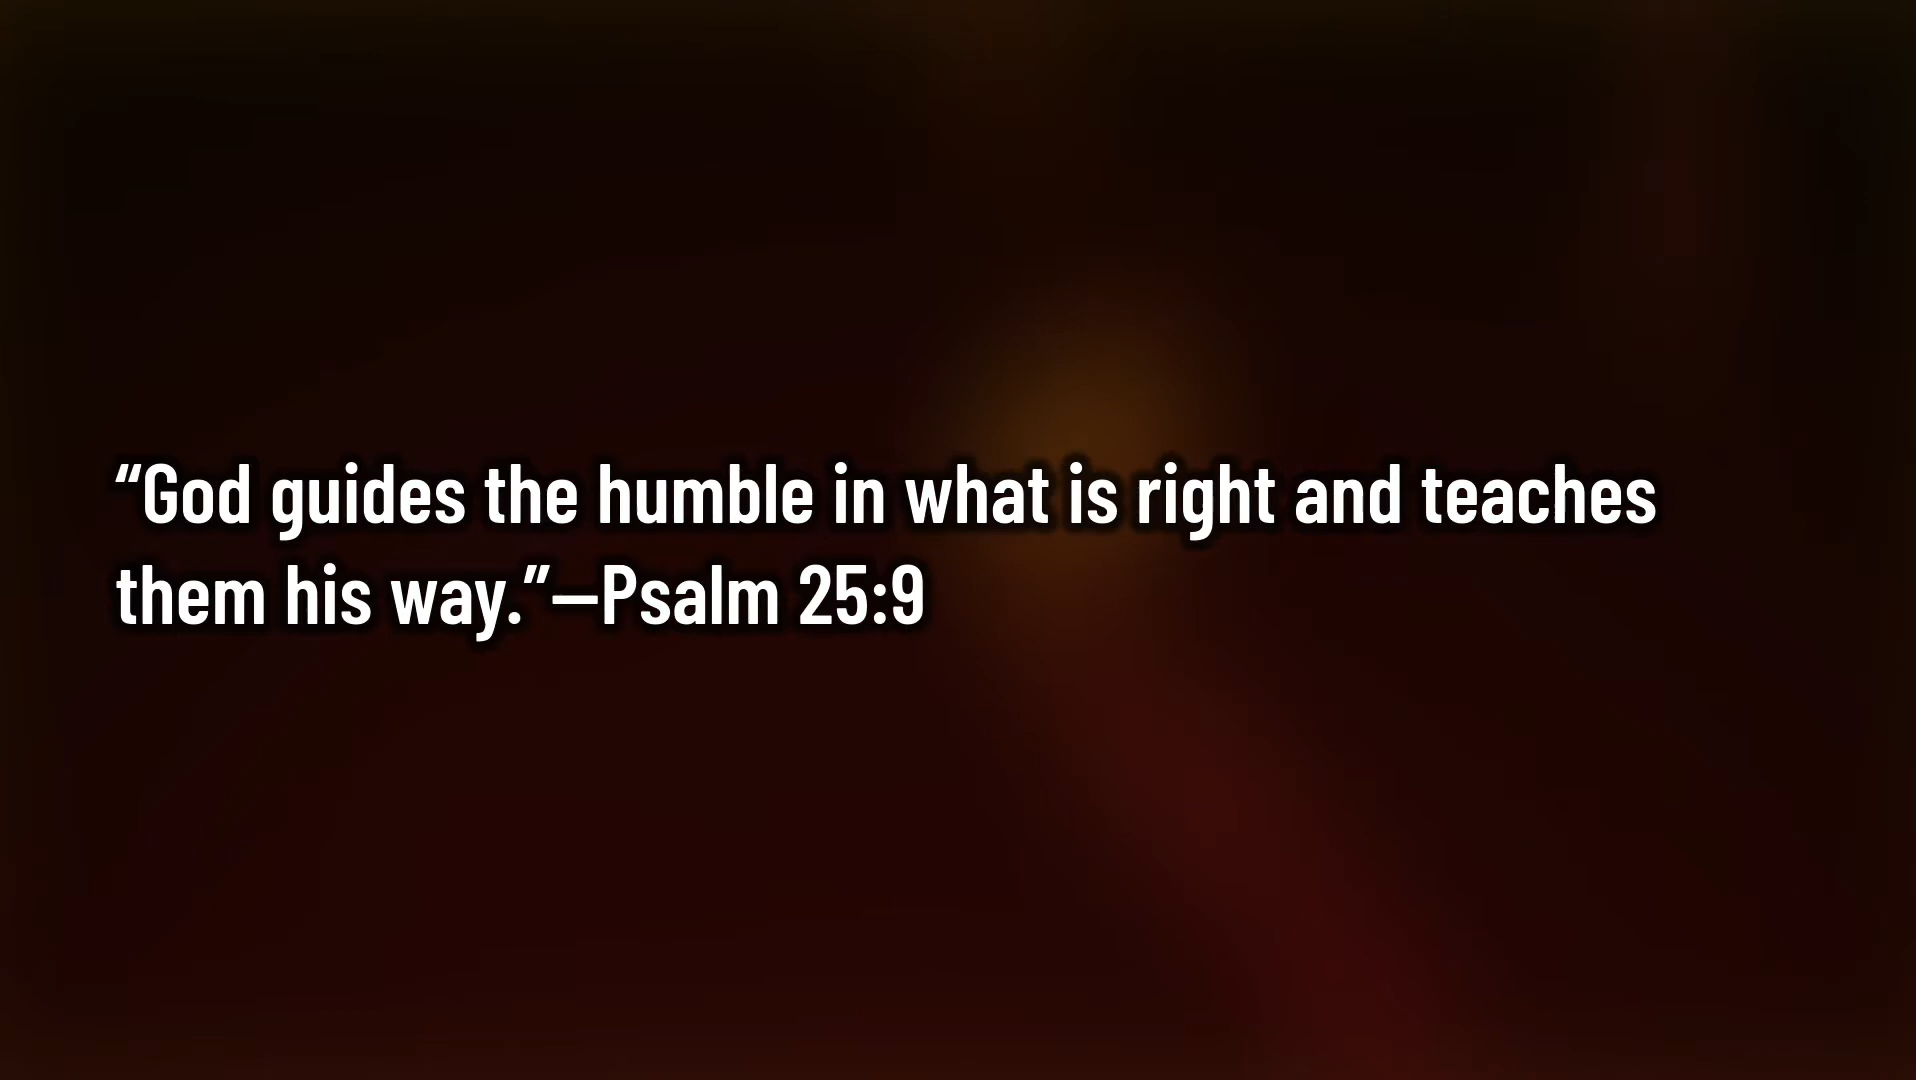 “God guides the humble in what is right and teaches
them his way.”—Psalm 25:9